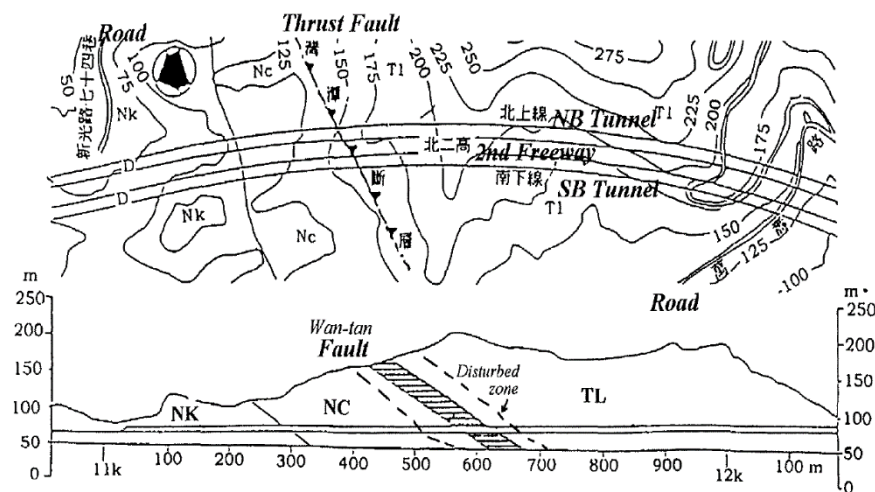 Road
Thrust Fault
新光路七十四巷
50
75
100
Nk
Nc
125
150
175
200
225
250
275
T1
灣
潭
斷
層
北上線
NB Tunnel
T1
北二高
2nd Freeway
南下線
SB Tunnel
T1
D
D
Nk
Nc
225
200
175
路
150
125
100
Road
m
250
200
150
100
50
0
Wan-tan
Fault
Disturbed
zone
NK
NC
TL
m
250
200
150
100
50
0
11k 100 200 300 400 500 600 700 800 900 12k 100 m